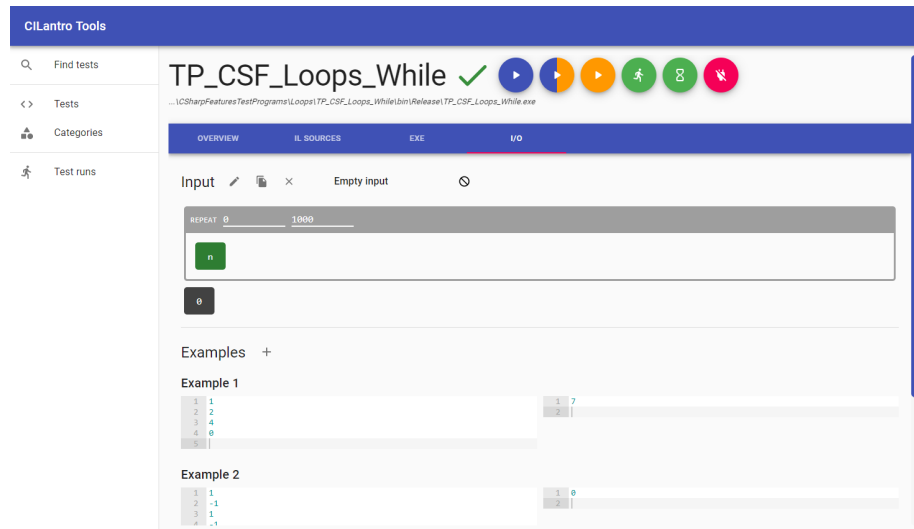 CILantro Tools
Find tests
Tests
Categories
Test runs
TP_CSF_Loops_While
...\CSharpFeaturesTestPrograms\Loops\TP_CSF_Loops_While\bin\Release\TP_CSF_Loops_While.exe
OVERVIEW IL SOURCES EXE I/O
Input Empty input
REPEAT 0 1000
n
0
Examples +
Example 1
1 1
2 2
3 4
4 0
5
1 7
2
Example 2
1 1
2 -1
3 1
4 -1
1 0
2